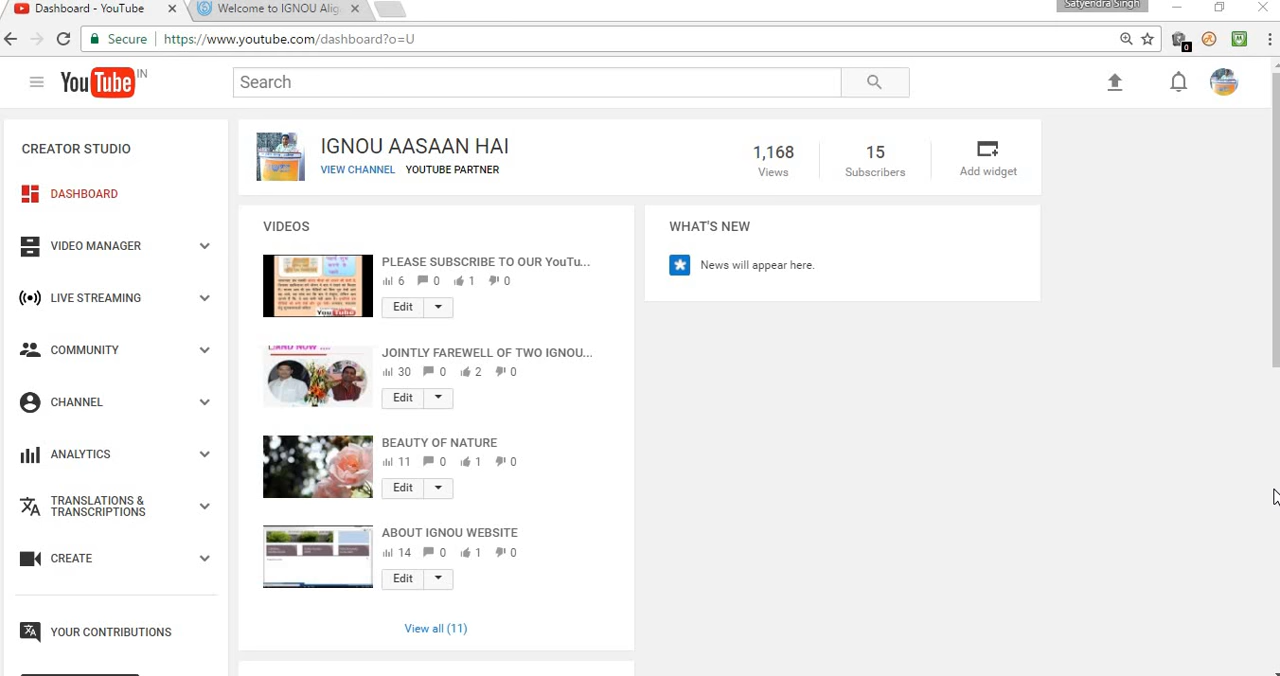 Dashboard - YouTube
Welcome to IGNOU Alig
Satyendra Singh
Secure
https://www.youtube.com/dashboard?o=U
0
YouTube IN
Search
CREATOR STUDIO
DASHBOARD
VIDEO MANAGER
LIVE STREAMING
COMMUNITY
CHANNEL
ANALYTICS
TRANSLATIONS &
TRANSCRIPTIONS
CREATE
YOUR CONTRIBUTIONS
IGNOU AASAAN HAI
VIEW CHANNEL YOUTUBE PARTNER
1,168
Views
15
Subscribers
Add widget
VIDEOS
PLEASE SUBSCRIBE TO OUR YouTu...
6 0 1 0
Edit
YouTube
JOINTLY FAREWELL OF TWO IGNOU...
30 0 2 0
Edit
BEAUTY OF NATURE
11 0 1 0
Edit
ABOUT IGNOU WEBSITE
14 0 1 0
Edit
View all (11)
WHAT'S NEW
News will appear here.